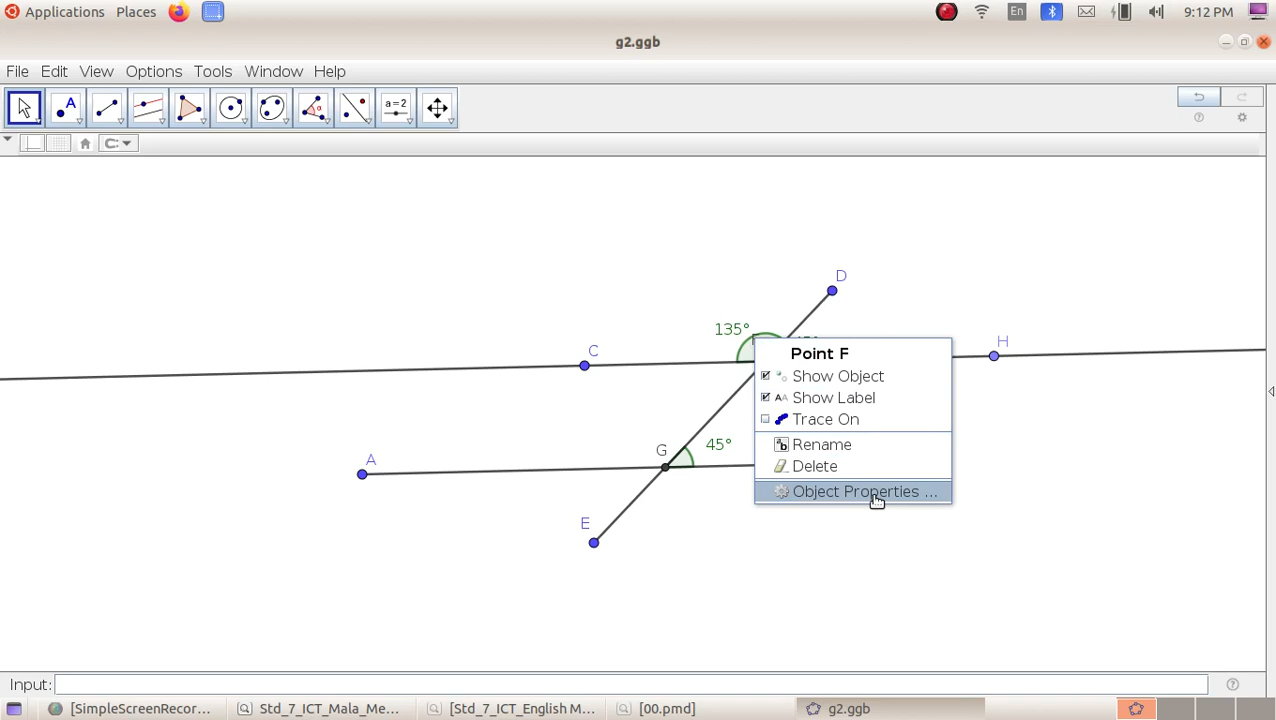 Applications Places En 9:12 PM
g2.ggb
File Edit View Options Tools Window Help
A α a=2
D
135°
C
H
Point F
Show Object
AA Show Label
Trace On
G 45°
Rename
A
Delete
Object Properties ...
E
Input:
[SimpleScreenRecor... Std_7_ICT_Mala_Me... [Std_7_ICT_English M... [00.pmd] g2.ggb